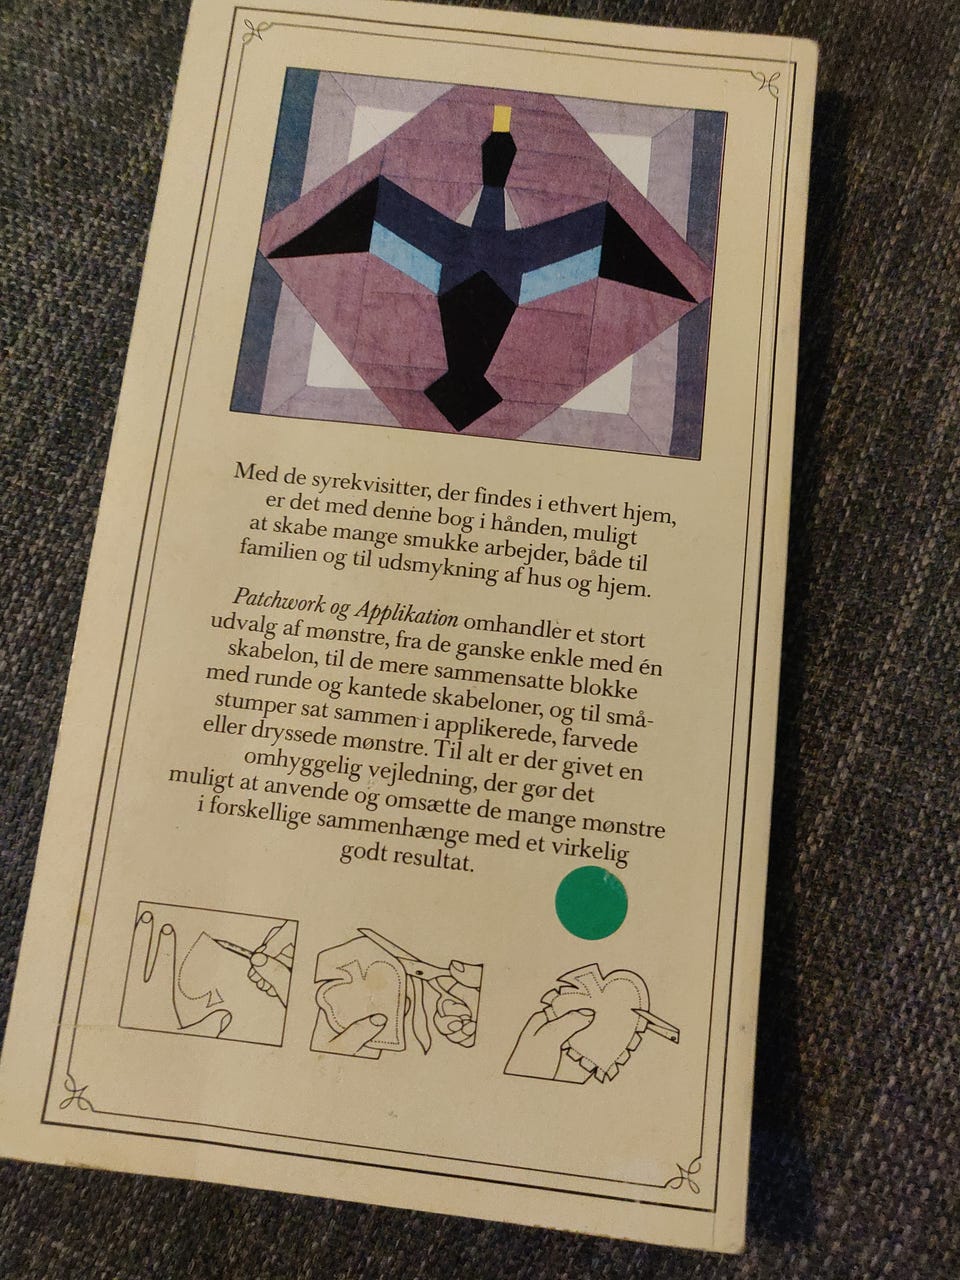 Med de syrekvisitter, der findes i ethvert hjem,
er det med denne bog i hånden, muligt
at skabe mange smukke arbejder, både til
familien og til udsmykning af hus og hjem.
Patchwork og Applikation omhandler et stort
udvalg af mønstre, fra de ganske enkle med én
skabelon, til de mere sammensatte blokke
med runde og kantede skabeloner, og til små-
stumper sat sammen i applikerede, farvede
eller dryssede mønstre. Til alt er der givet en
omhyggelig vejledning, der gør det
muligt at anvende og omsætte de mange mønstre
i forskellige sammenhænge med et virkelig
godt resultat.